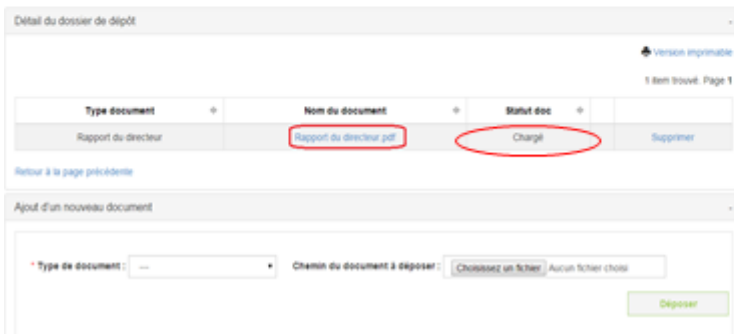 Détail du dossier de dépôt
Version imprimable
1 item trouvé. Page 1
Type document Nom du document Statut doc
Rapport du directeur Rapport du directeur.pdf Chargé Supprimer
Retour à la page précédente
Ajout d'un nouveau document
* Type de document : --- Chemin du document à déposer : Choisissez un fichier Aucun fichier choisi
Déposer